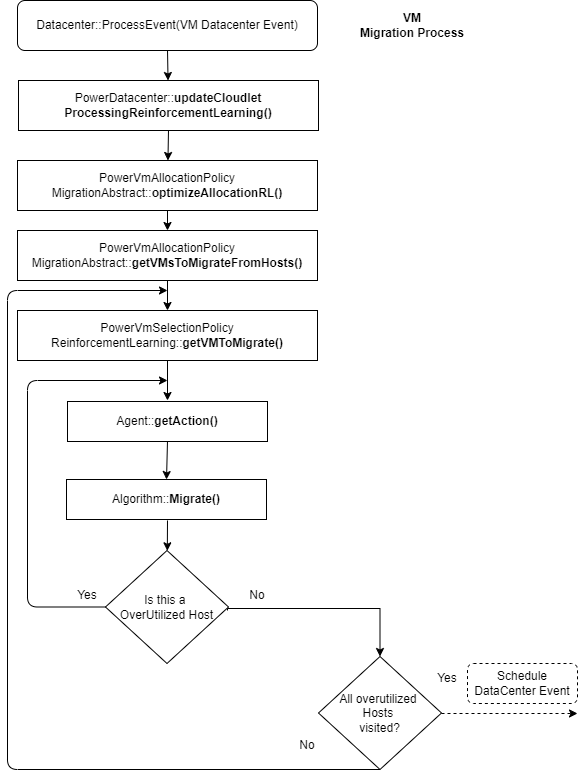 Datacenter::ProcessEvent(VM Datacenter Event)
VM
Migration Process
PowerDatacenter::updateCloudlet
ProcessingReinforcementLearning()
PowerVmAllocationPolicy
MigrationAbstract::optimizeAllocationRL()
PowerVmAllocationPolicy
MigrationAbstract::getVMsToMigrateFromHosts()
PowerVmSelectionPolicy
ReinforcementLearning::getVMToMigrate()
Agent::getAction()
Algorithm::Migrate()
Is this a
OverUtilized Host
Yes
No
All overutilized
Hosts
visited?
Yes
No
Schedule
DataCenter Event